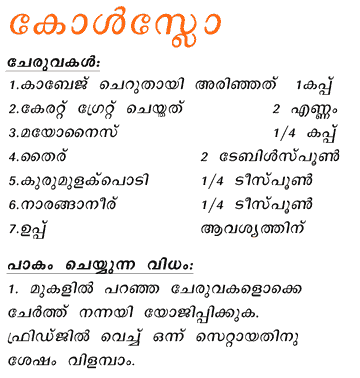 കോൾസ്ലോ
ചേരുവകൾ:
1.കാബേജ് ചെറുതായി അരിഞ്ഞത് 1കപ്പ്
2.കേരറ്റ് ഗ്രേറ്റ് ചെയ്തത് 2 എണ്ണം
3.മയോനൈസ് 1/4 കപ്പ്
4.തൈര് 2 ടേബിൾസ്പൂൺ
5.കുരുമുളക്പൊടി 1/4 ടീസ്പൂൺ
6.നാരങ്ങാനീര് 1/4 ടീസ്പൂൺ
7.ഉപ്പ് ആവശ്യത്തിന്
പാകം ചെയ്യുന്ന വിധം:
1. മുകളിൽ പറഞ്ഞ ചേരുവകളൊക്കെ
ചേർത്ത് നന്നയി യോജിപ്പിക്കുക.
ഫ്രിഡ്ജിൽ വെച്ച് ഒന്ന് സെറ്റായതിനു
ശേഷം വിളമ്പാം.